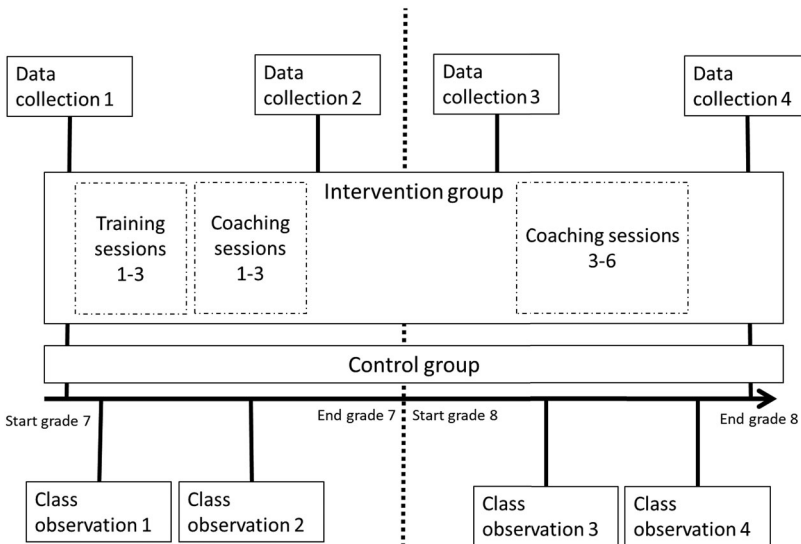 Data
collection 1
Data
collection 2
Data
collection 3
Data
collection 4
Intervention group
Training
sessions
1-3
Coaching
sessions
1-3
Coaching sessions
3-6
Control group
Start grade 7
End grade 7
Start grade 8
End grade 8
Class
observation 1
Class
observation 2
Class
observation 3
Class
observation 4